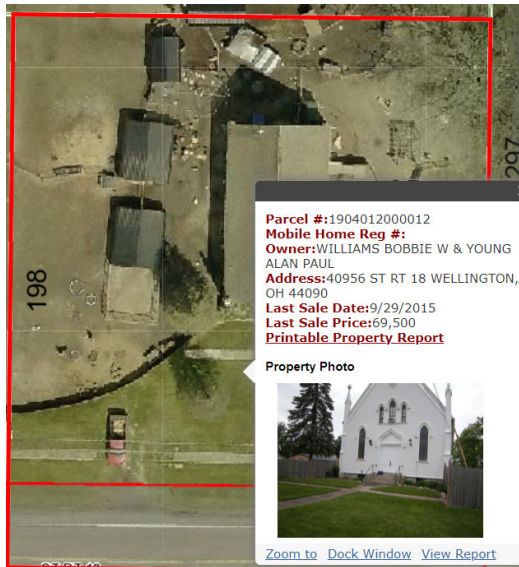 297
198
Parcel #:1904012000012
Mobile Home Reg #:
Owner:WILLIAMS BOBBIE W & YOUNG
ALAN PAUL
Address:40956 ST RT 18 WELLINGTON,
OH 44090
Last Sale Date:9/29/2015
Last Sale Price:69,500
Printable Property Report
Property Photo
Zoom to Dock Window View Report